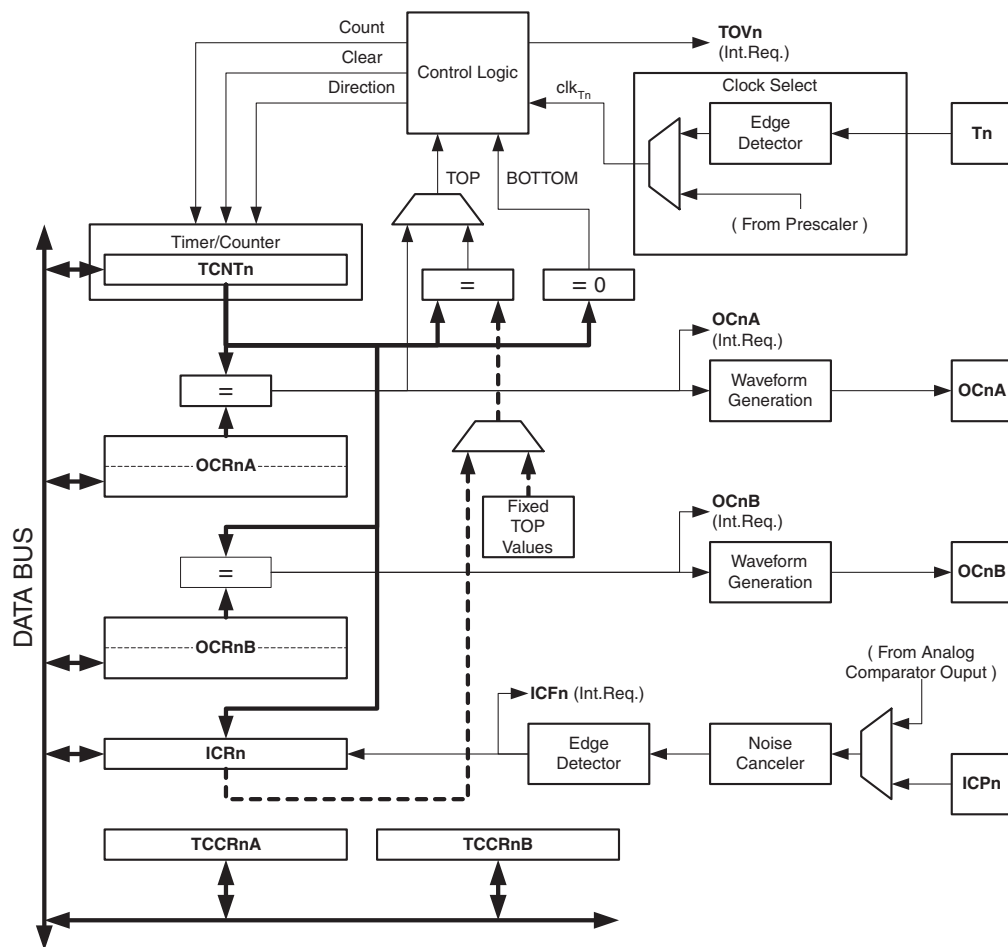 Count
Clear
Direction
Control Logic
TOVn
(Int.Req.)
clkTn
Clock Select
Edge
Detector
Tn
( From Prescaler )
TOP
BOTTOM
Timer/Counter
TCNTn
=
= 0
OCnA
(Int.Req.)
=
Waveform
Generation
OCnA
OCRnA
Fixed
TOP
Values
OCnB
(Int.Req.)
=
Waveform
Generation
OCnB
OCRnB
DATA BUS
( From Analog
Comparator Ouput )
ICFn (Int.Req.)
ICRn
Edge
Detector
Noise
Canceler
ICPn
TCCRnA
TCCRnB